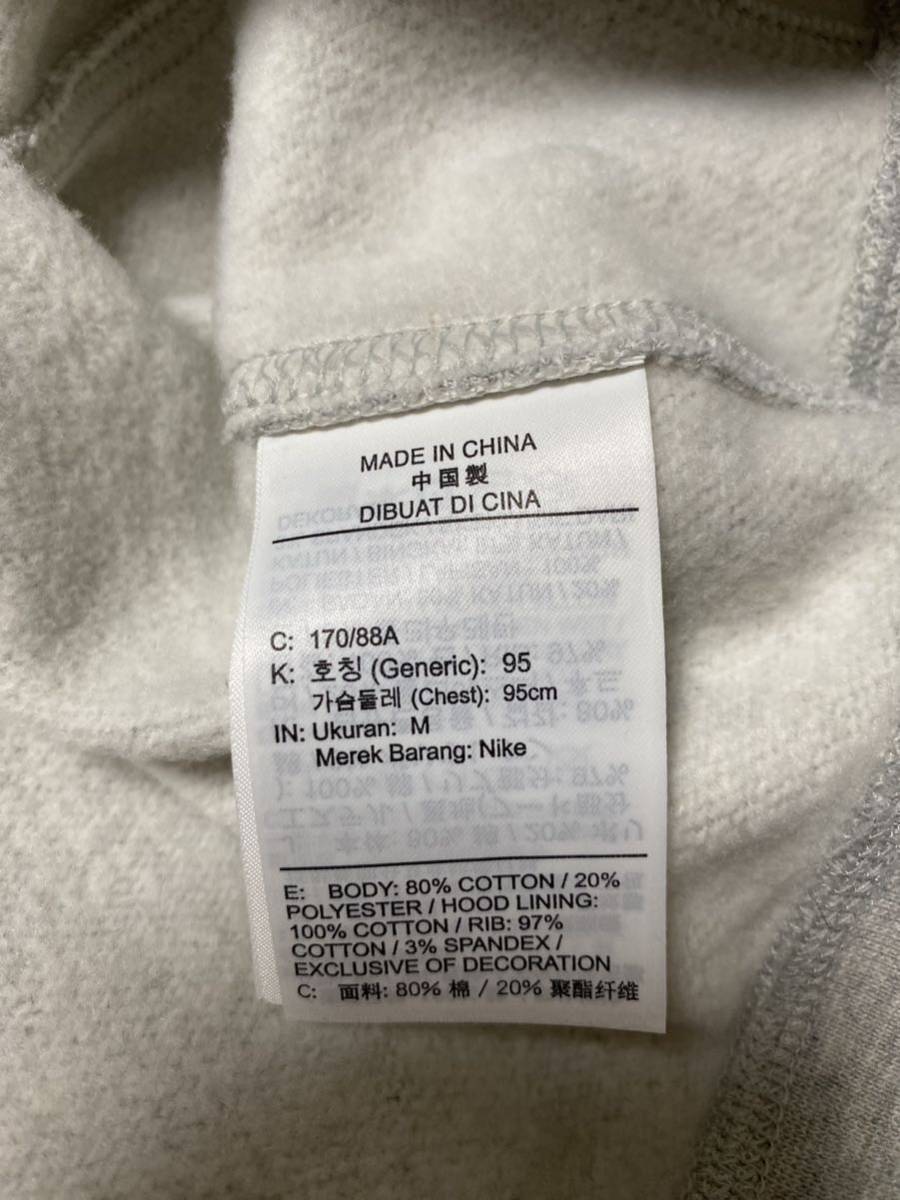 MADE IN CHINA
中国製
DIBUAT DI CINA
C: 170/88A
K: 호칭 (Generic): 95
가슴둘레 (Chest): 95cm
IN: Ukuran: M
Merek Barang: Nike
E: BODY: 80% COTTON / 20%
POLYESTER / HOOD LINING:
100% COTTON / RIB: 97%
COTTON / 3% SPANDEX /
EXCLUSIVE OF DECORATION
C: 面料: 80% 棉 / 20% 聚酯纤维